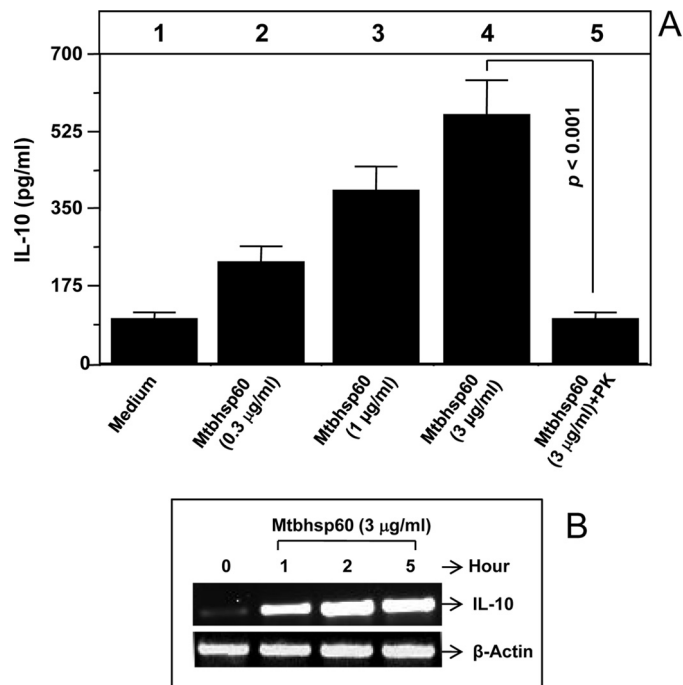 A
1 2 3 4 5
700
525
350
175
0
IL-10 (pg/ml)
p < 0.001
Medium
Mtbhsp60
(0.3 µg/ml)
Mtbhsp60
(1 µg/ml)
Mtbhsp60
(3 µg/ml)
Mtbhsp60
(3 µg/ml)+PK
B
Mtbhsp60 (3 µg/ml)
0 1 2 5 → Hour
→ IL-10
→ β-Actin